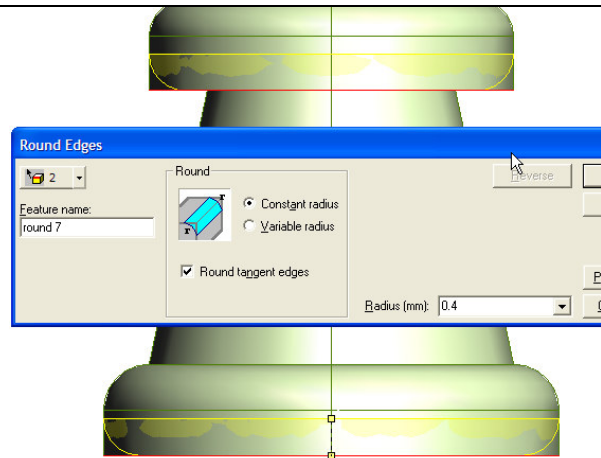 Round Edges
2
Round
Reverse
Feature name:
round 7
r
r
Constant radius
Variable radius
Round tangent edges
Radius (mm): 0.4